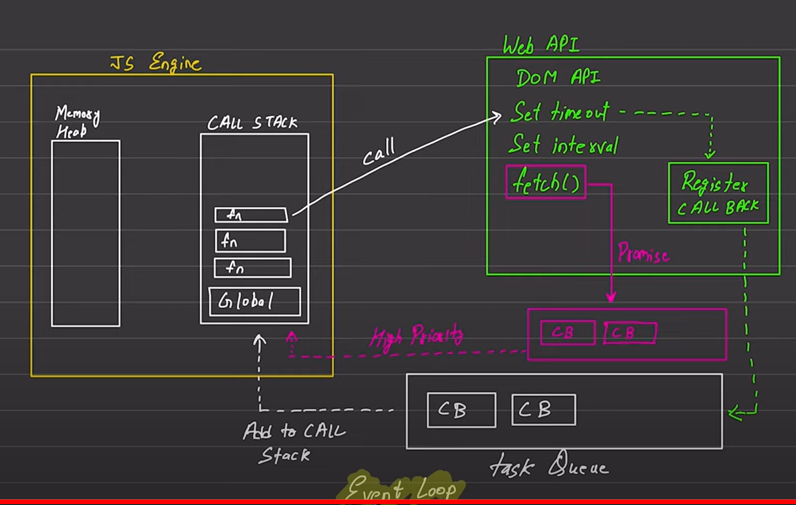 JS Engine
Memory
Heab
CALL STACK
fn
fn
fn
Global
call
Web API
DOM API
Set timeout
Set interval
fetch()
Register
CALL BACK
Promise
CB CB
High Priority
CB CB
Add to CALL
Stack
task Queue
Event Loop